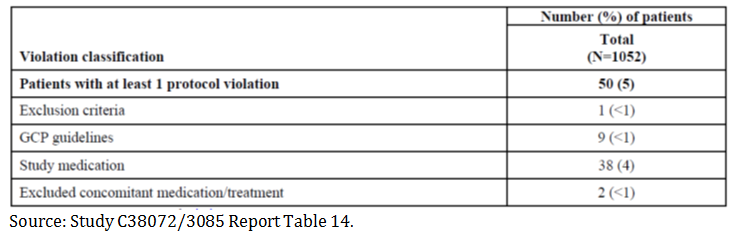 Number (%) of patients
Violation classification
Total
(N=1052)
Patients with at least 1 protocol violation 50 (5)
Exclusion criteria 1 (<1)
GCP guidelines 9 (<1)
Study medication 38 (4)
Excluded concomitant medication/treatment 2 (<1)
Source: Study C38072/3085 Report Table 14.